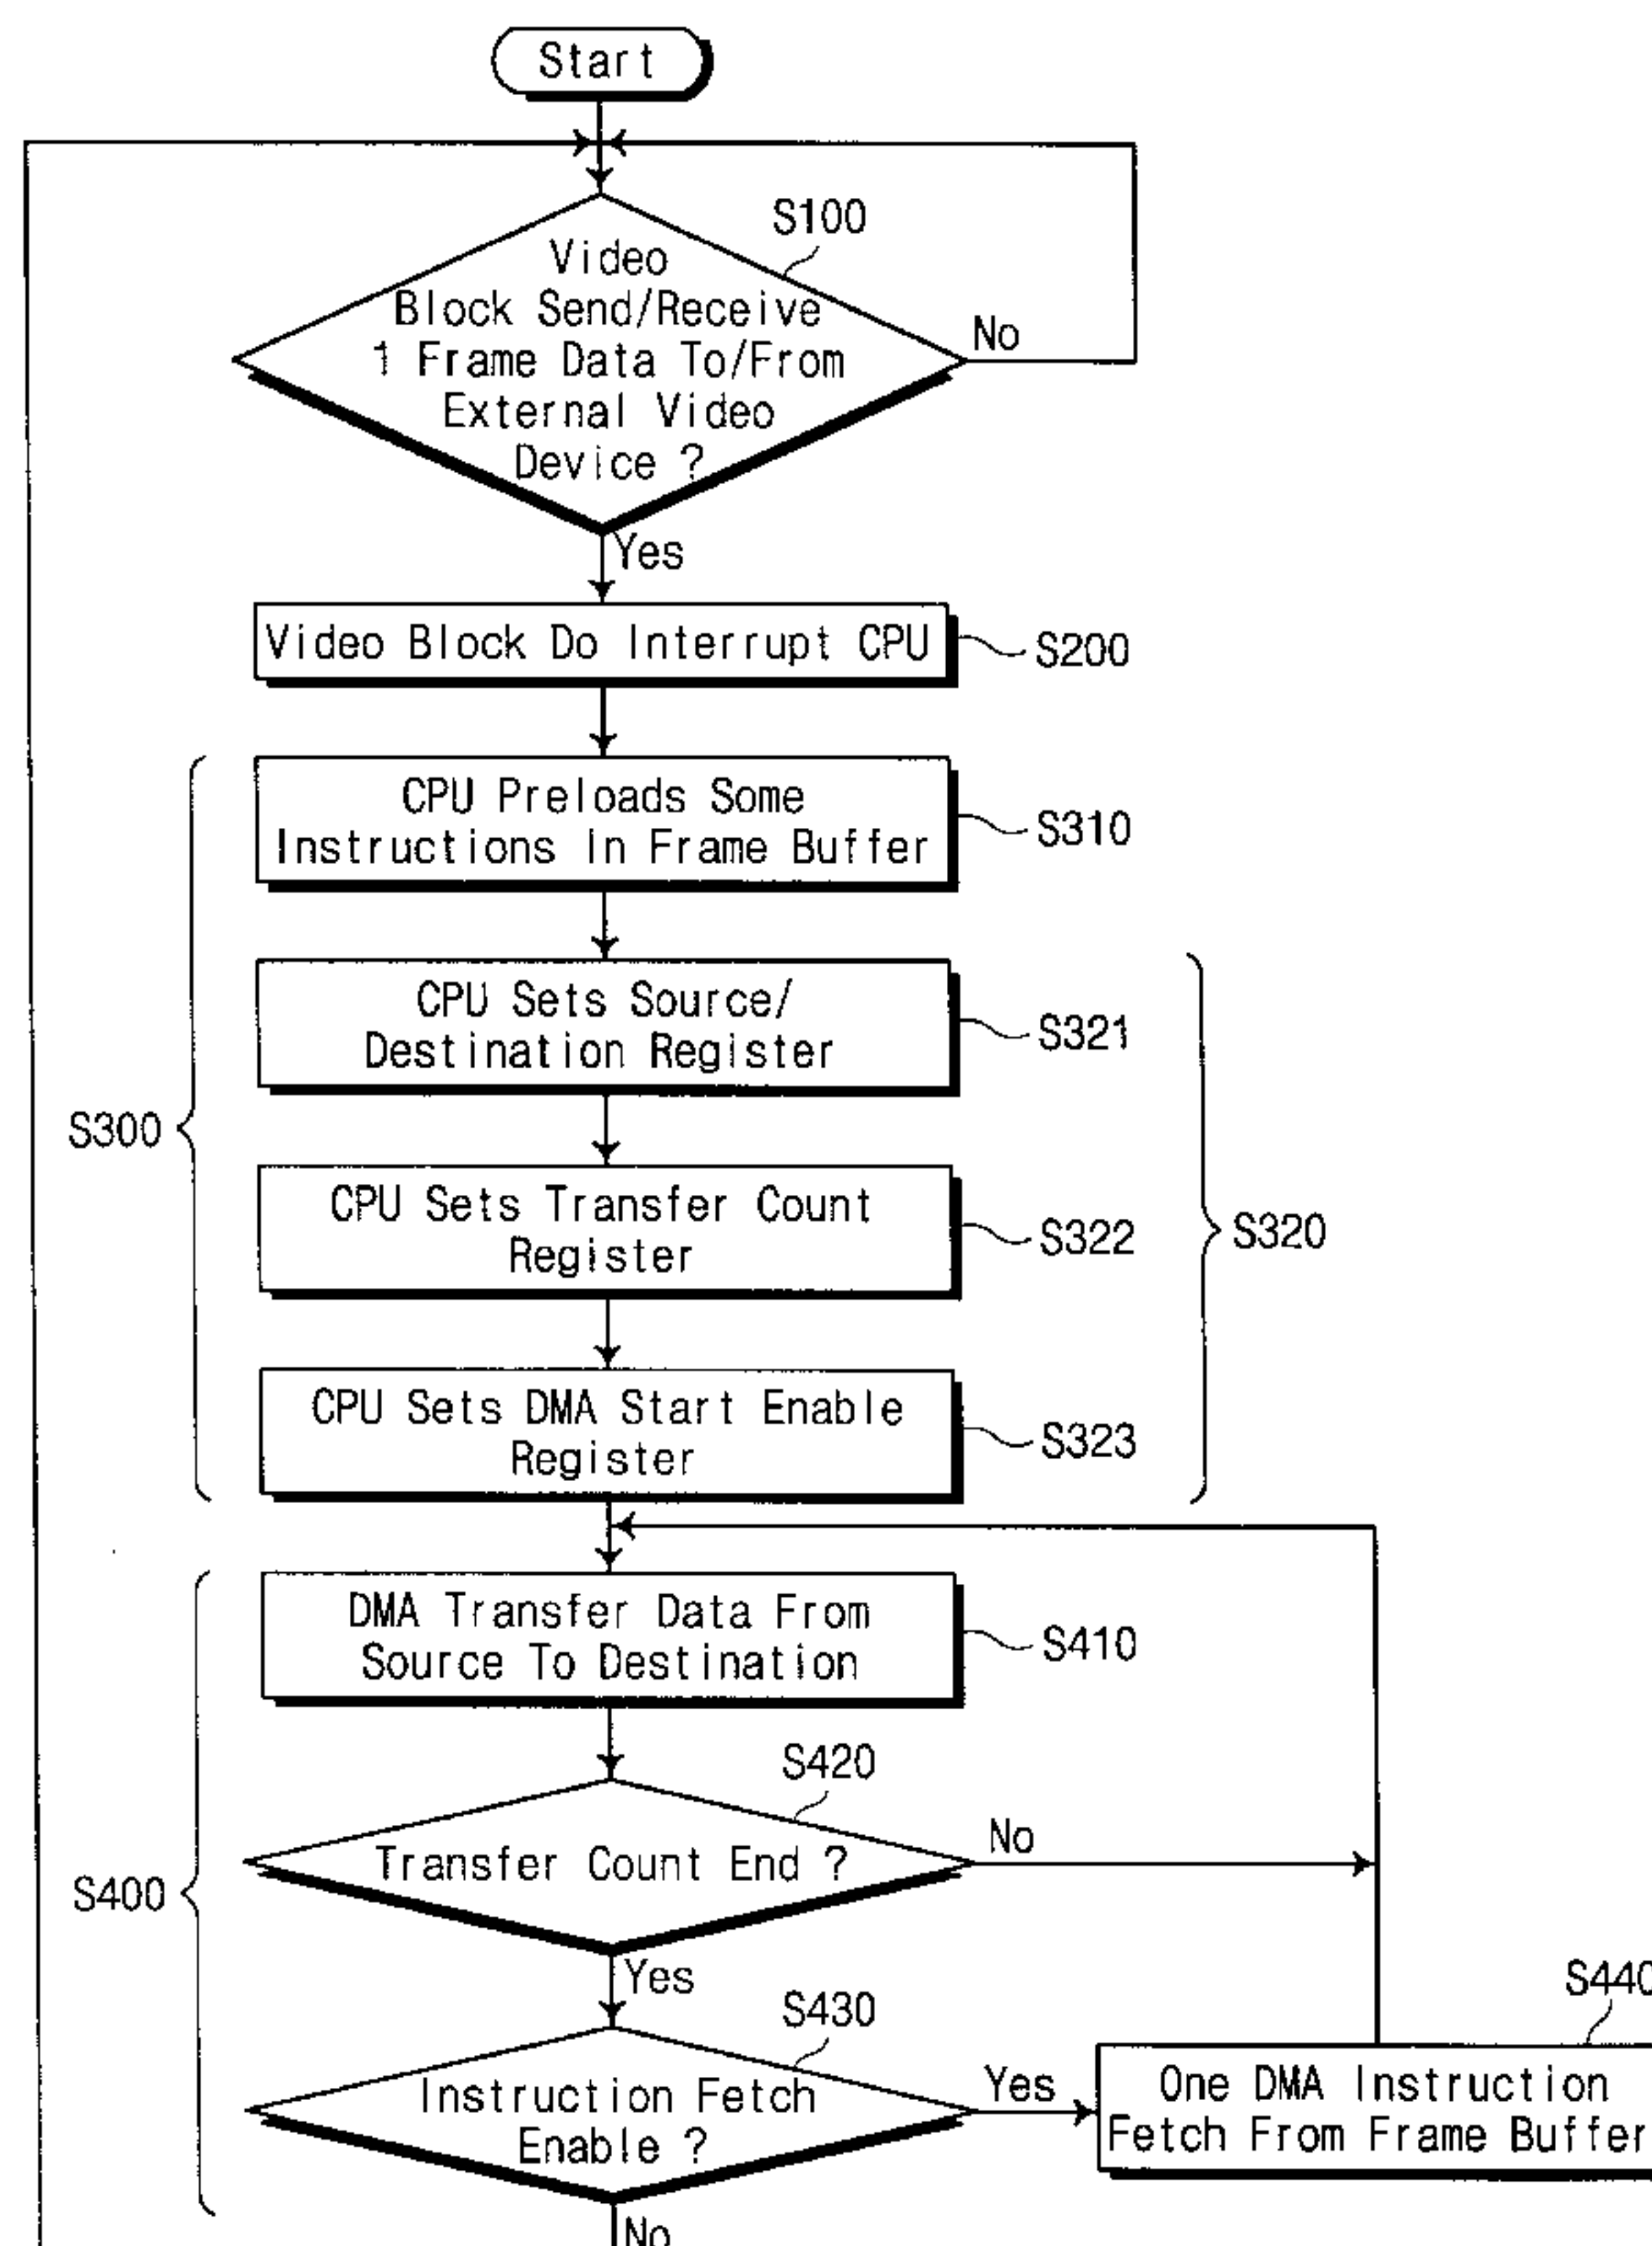 Start
S100
Video
Block Send/Receive
1 Frame Data To/From
External Video
Device ?
No
Yes
Video Block Do Interrupt CPU
S200
CPU Preloads Some
Instructions In Frame Buffer
S310
CPU Sets Source/
Destination Register
S321
S300
CPU Sets Transfer Count
Register
S322
S320
CPU Sets DMA Start Enable
Register
S323
DMA Transfer Data From
Source To Destination
S410
S420
Transfer Count End ?
No
S400
Yes
S430
S440
Instruction Fetch
Enable ?
Yes
One DMA Instruction
Fetch From Frame Buffer
No